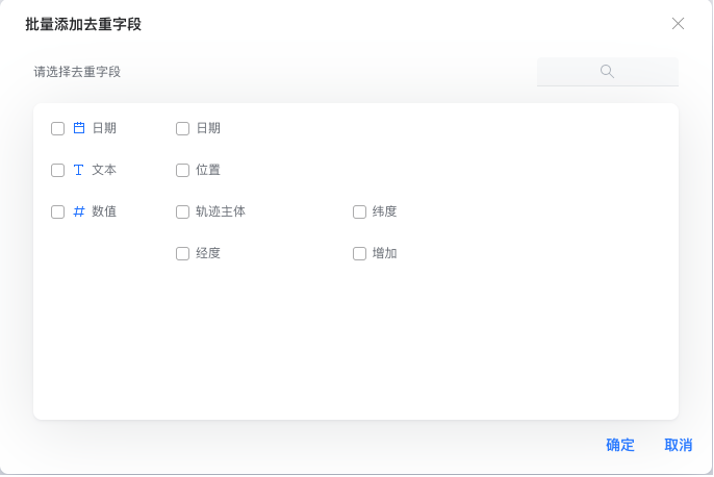 批量添加去重字段
请选择去重字段
日期 日期
文本 位置
数值 轨迹主体 纬度
经度 增加
确定 取消